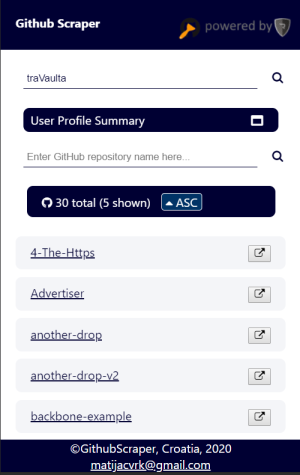 Github Scraper
powered by
traVaulta
User Profile Summary
Enter GitHub repository name here...
30 total (5 shown) ASC
4-The-Https
Advertiser
another-drop
another-drop-v2
backbone-example
©GithubScraper, Croatia, 2020
matijacvrk@gmail.com